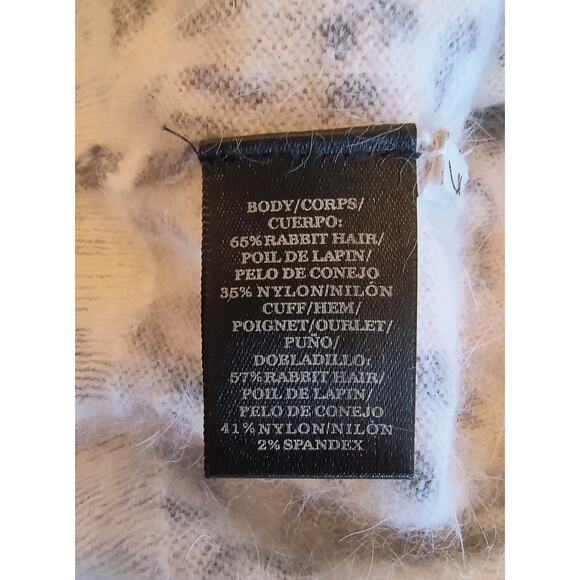 BODY/CORPS/
CUERPO:
65% RABBIT HAIR/
POIL DE LAPIN/
PELO DE CONEJO
35% NYLON/NILÓN
CUFF/HEM/
POIGNET/OURLET/
PUÑO/
DOBLADILLO:
57% RABBIT HAIR/
POIL DE LAPIN/
PELO DE CONEJO
41% NYLON/NILÓN
2% SPANDEX